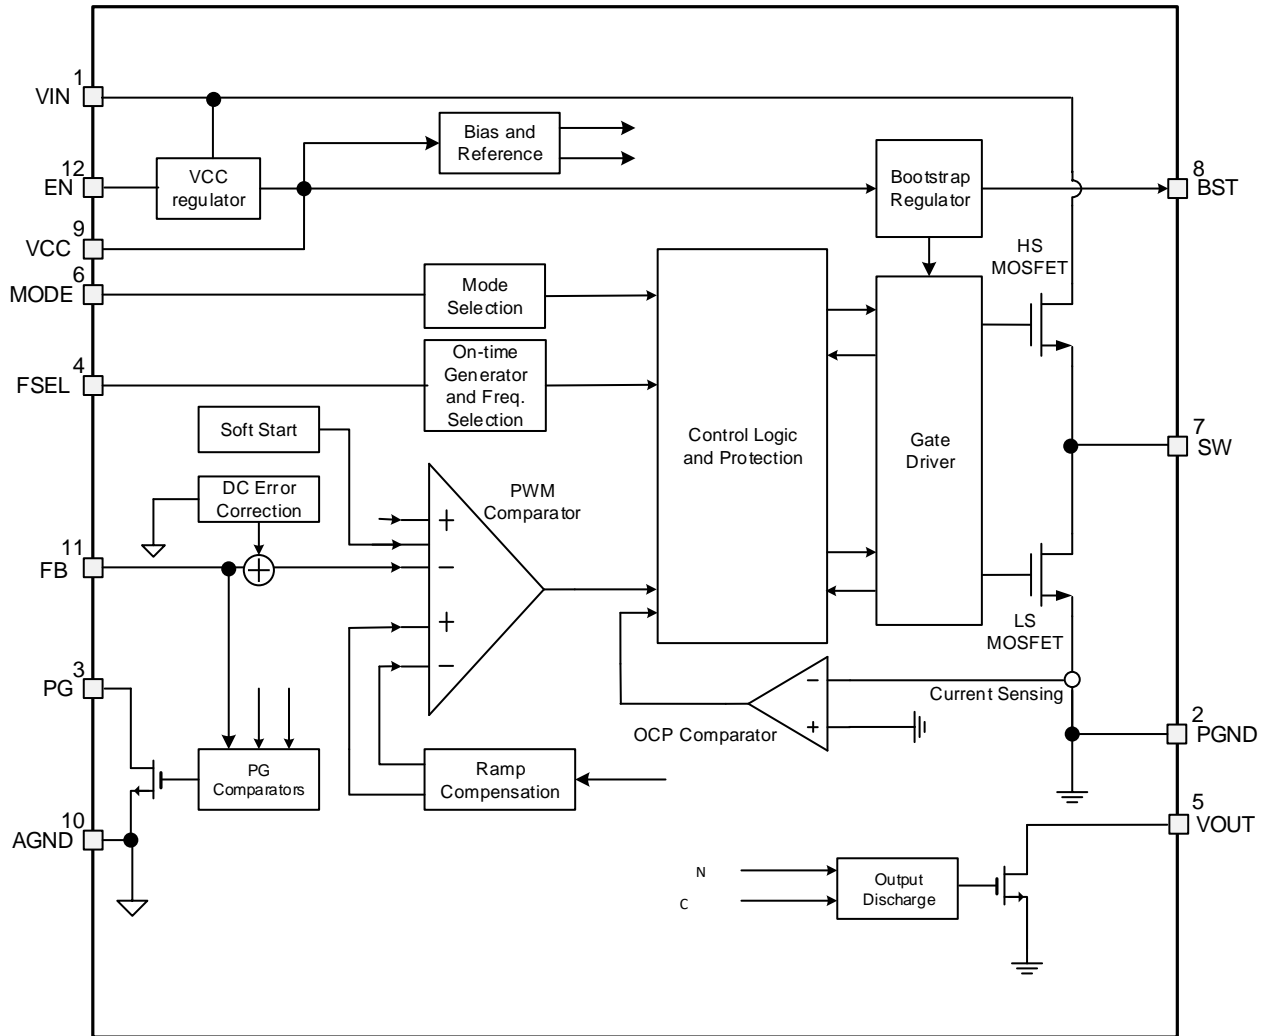 1
VIN
12
EN
9
VCC
6
MODE
4
FSEL
11
FB
3
PG
10
AGND
VCC
regulator
Bias and
Reference
Bootstrap
Regulator
8
BST
HS
MOSFET
Mode
Selection
On-time
Generator
and Freq.
Selection
Soft Start
DC Error
Correction
PWM
Comparator
+
−
+
−
Control Logic
and Protection
Gate
Driver
7
SW
LS
MOSFET
-
+
OCP Comparator
Current Sensing
2
PGND
PG
Comparators
Ramp
Compensation
5
VOUT
N
C
Output
Discharge